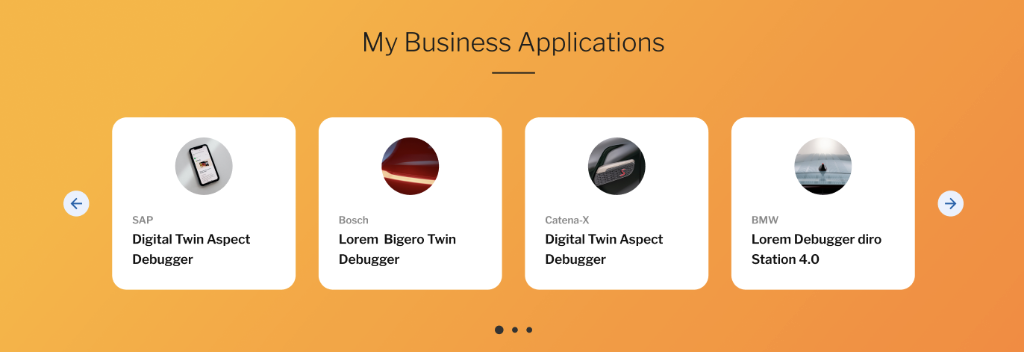 My Business Applications
SAP
Digital Twin Aspect
Debugger
Bosch
Lorem  Bigero Twin
Debugger
Catena-X
Digital Twin Aspect
Debugger
BMW
Lorem Debugger diro
Station 4.0